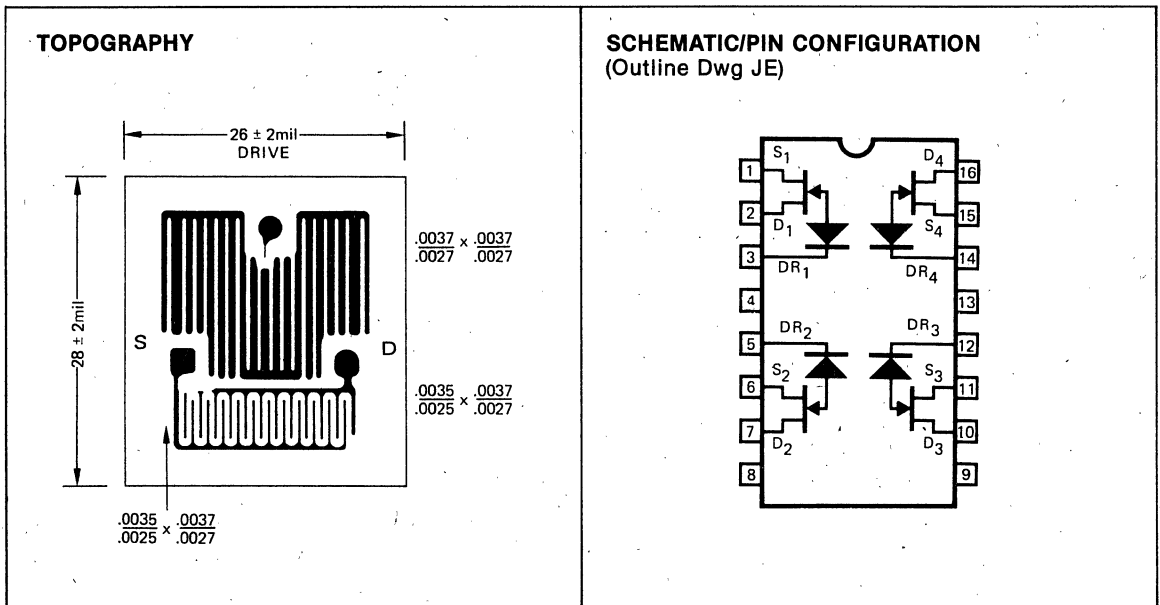 TOPOGRAPHY
26 ± 2mil
DRIVE
28 ± 2mil
S
D
.0037 x .0037
.0027 .0027
.0035 x .0037
.0025 .0027
.0035 x .0037
.0025 .0027
SCHEMATIC/PIN CONFIGURATION
(Outline Dwg JE)
S1
D4
1
16
2
15
D1
S4
3
14
DR1
DR4
4
13
DR2
DR3
5
12
S2
S3
6
11
7
10
D2
D3
8
9